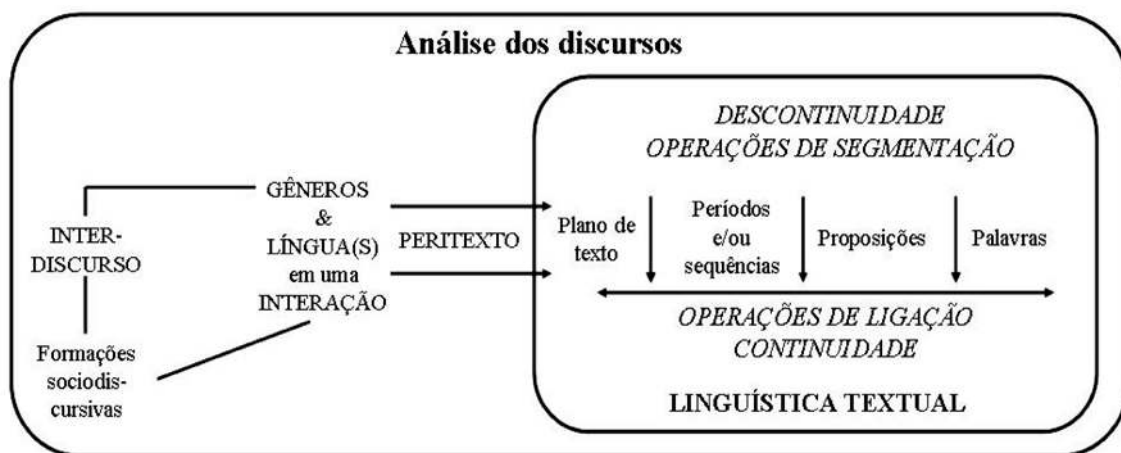 Análise dos discursos
INTER-
DISCURSO
Formações
sociodis-
cursivas
GÊNEROS
&
LÍNGUA(S)
em uma
INTERAÇÃO
PERITEXTO
DESCONTINUIDADE
OPERAÇÕES DE SEGMENTAÇÃO
Plano de
texto
Períodos
e/ou
sequências
Proposições
Palavras
OPERAÇÕES DE LIGAÇÃO
CONTINUIDADE
LINGUÍSTICA TEXTUAL